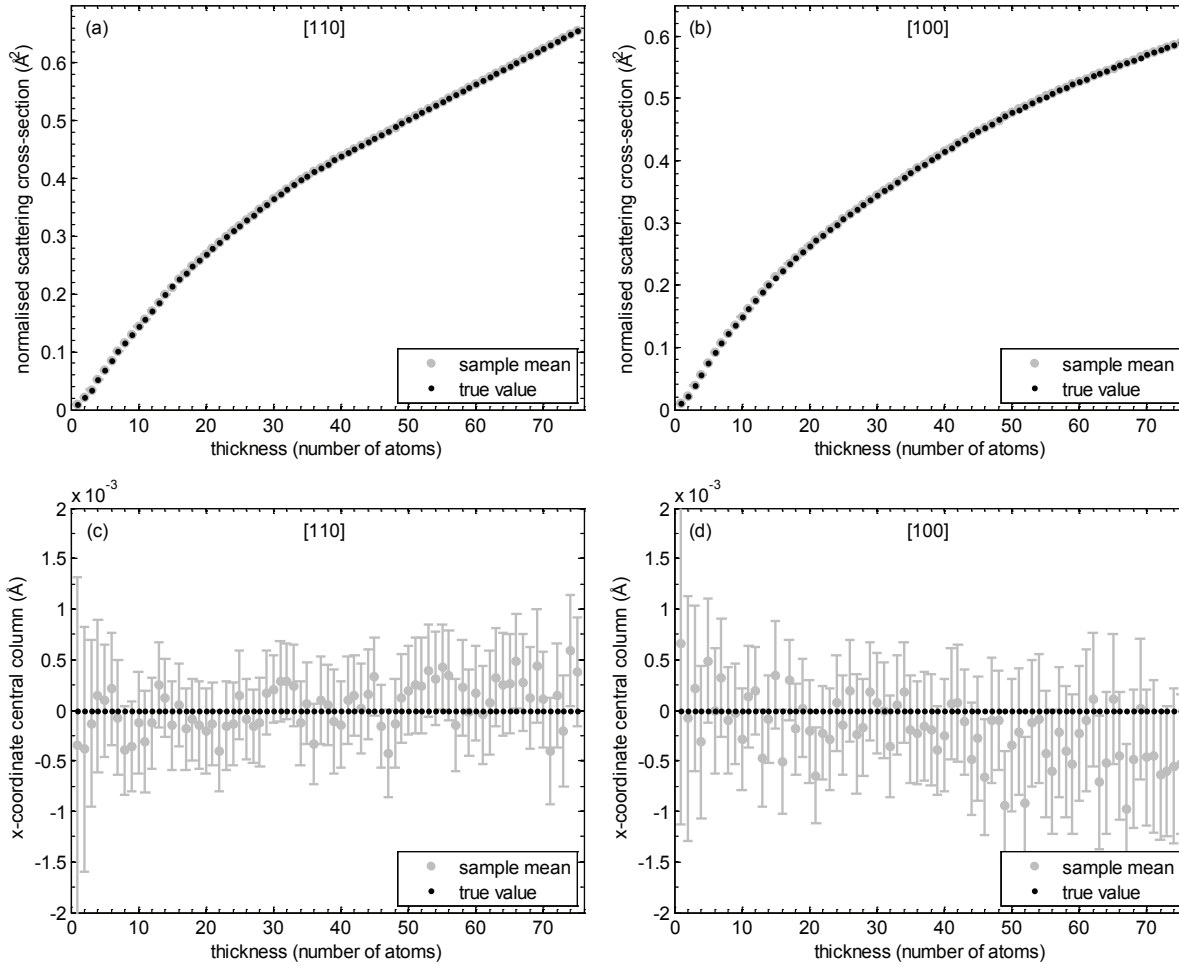 (a)
[110]
normalised scattering cross-section (Å²)
0.6
0.5
0.4
0.3
0.2
0.1
0
0 10 20 30 40 50 60 70
thickness (number of atoms)
sample mean
true value
(b)
[100]
normalised scattering cross-section (Å²)
0.6
0.5
0.4
0.3
0.2
0.1
0
0 10 20 30 40 50 60 70
thickness (number of atoms)
sample mean
true value
x 10⁻³
(c)
[110]
x-coordinate central column (Å)
2
1.5
1
0.5
0
-0.5
-1
-1.5
-2
0 10 20 30 40 50 60 70
thickness (number of atoms)
sample mean
true value
x 10⁻³
(d)
[100]
x-coordinate central column (Å)
2
1.5
1
0.5
0
-0.5
-1
-1.5
-2
0 10 20 30 40 50 60 70
thickness (number of atoms)
sample mean
true value